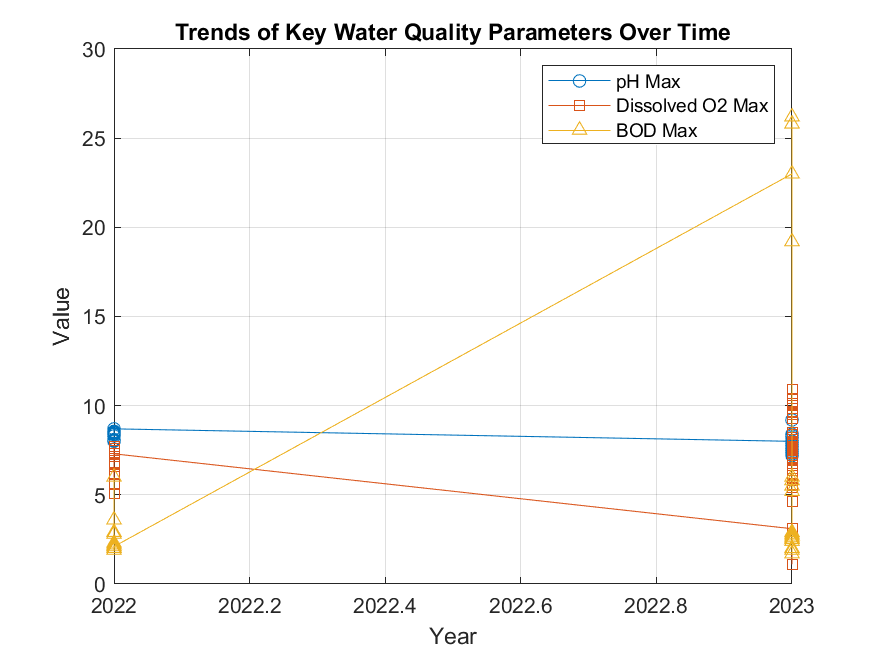 Trends of Key Water Quality Parameters Over Time
30
25
20
15
10
5
0
Value
pH Max
Dissolved O2 Max
BOD Max
2022
2022.2
2022.4
2022.6
2022.8
2023
Year